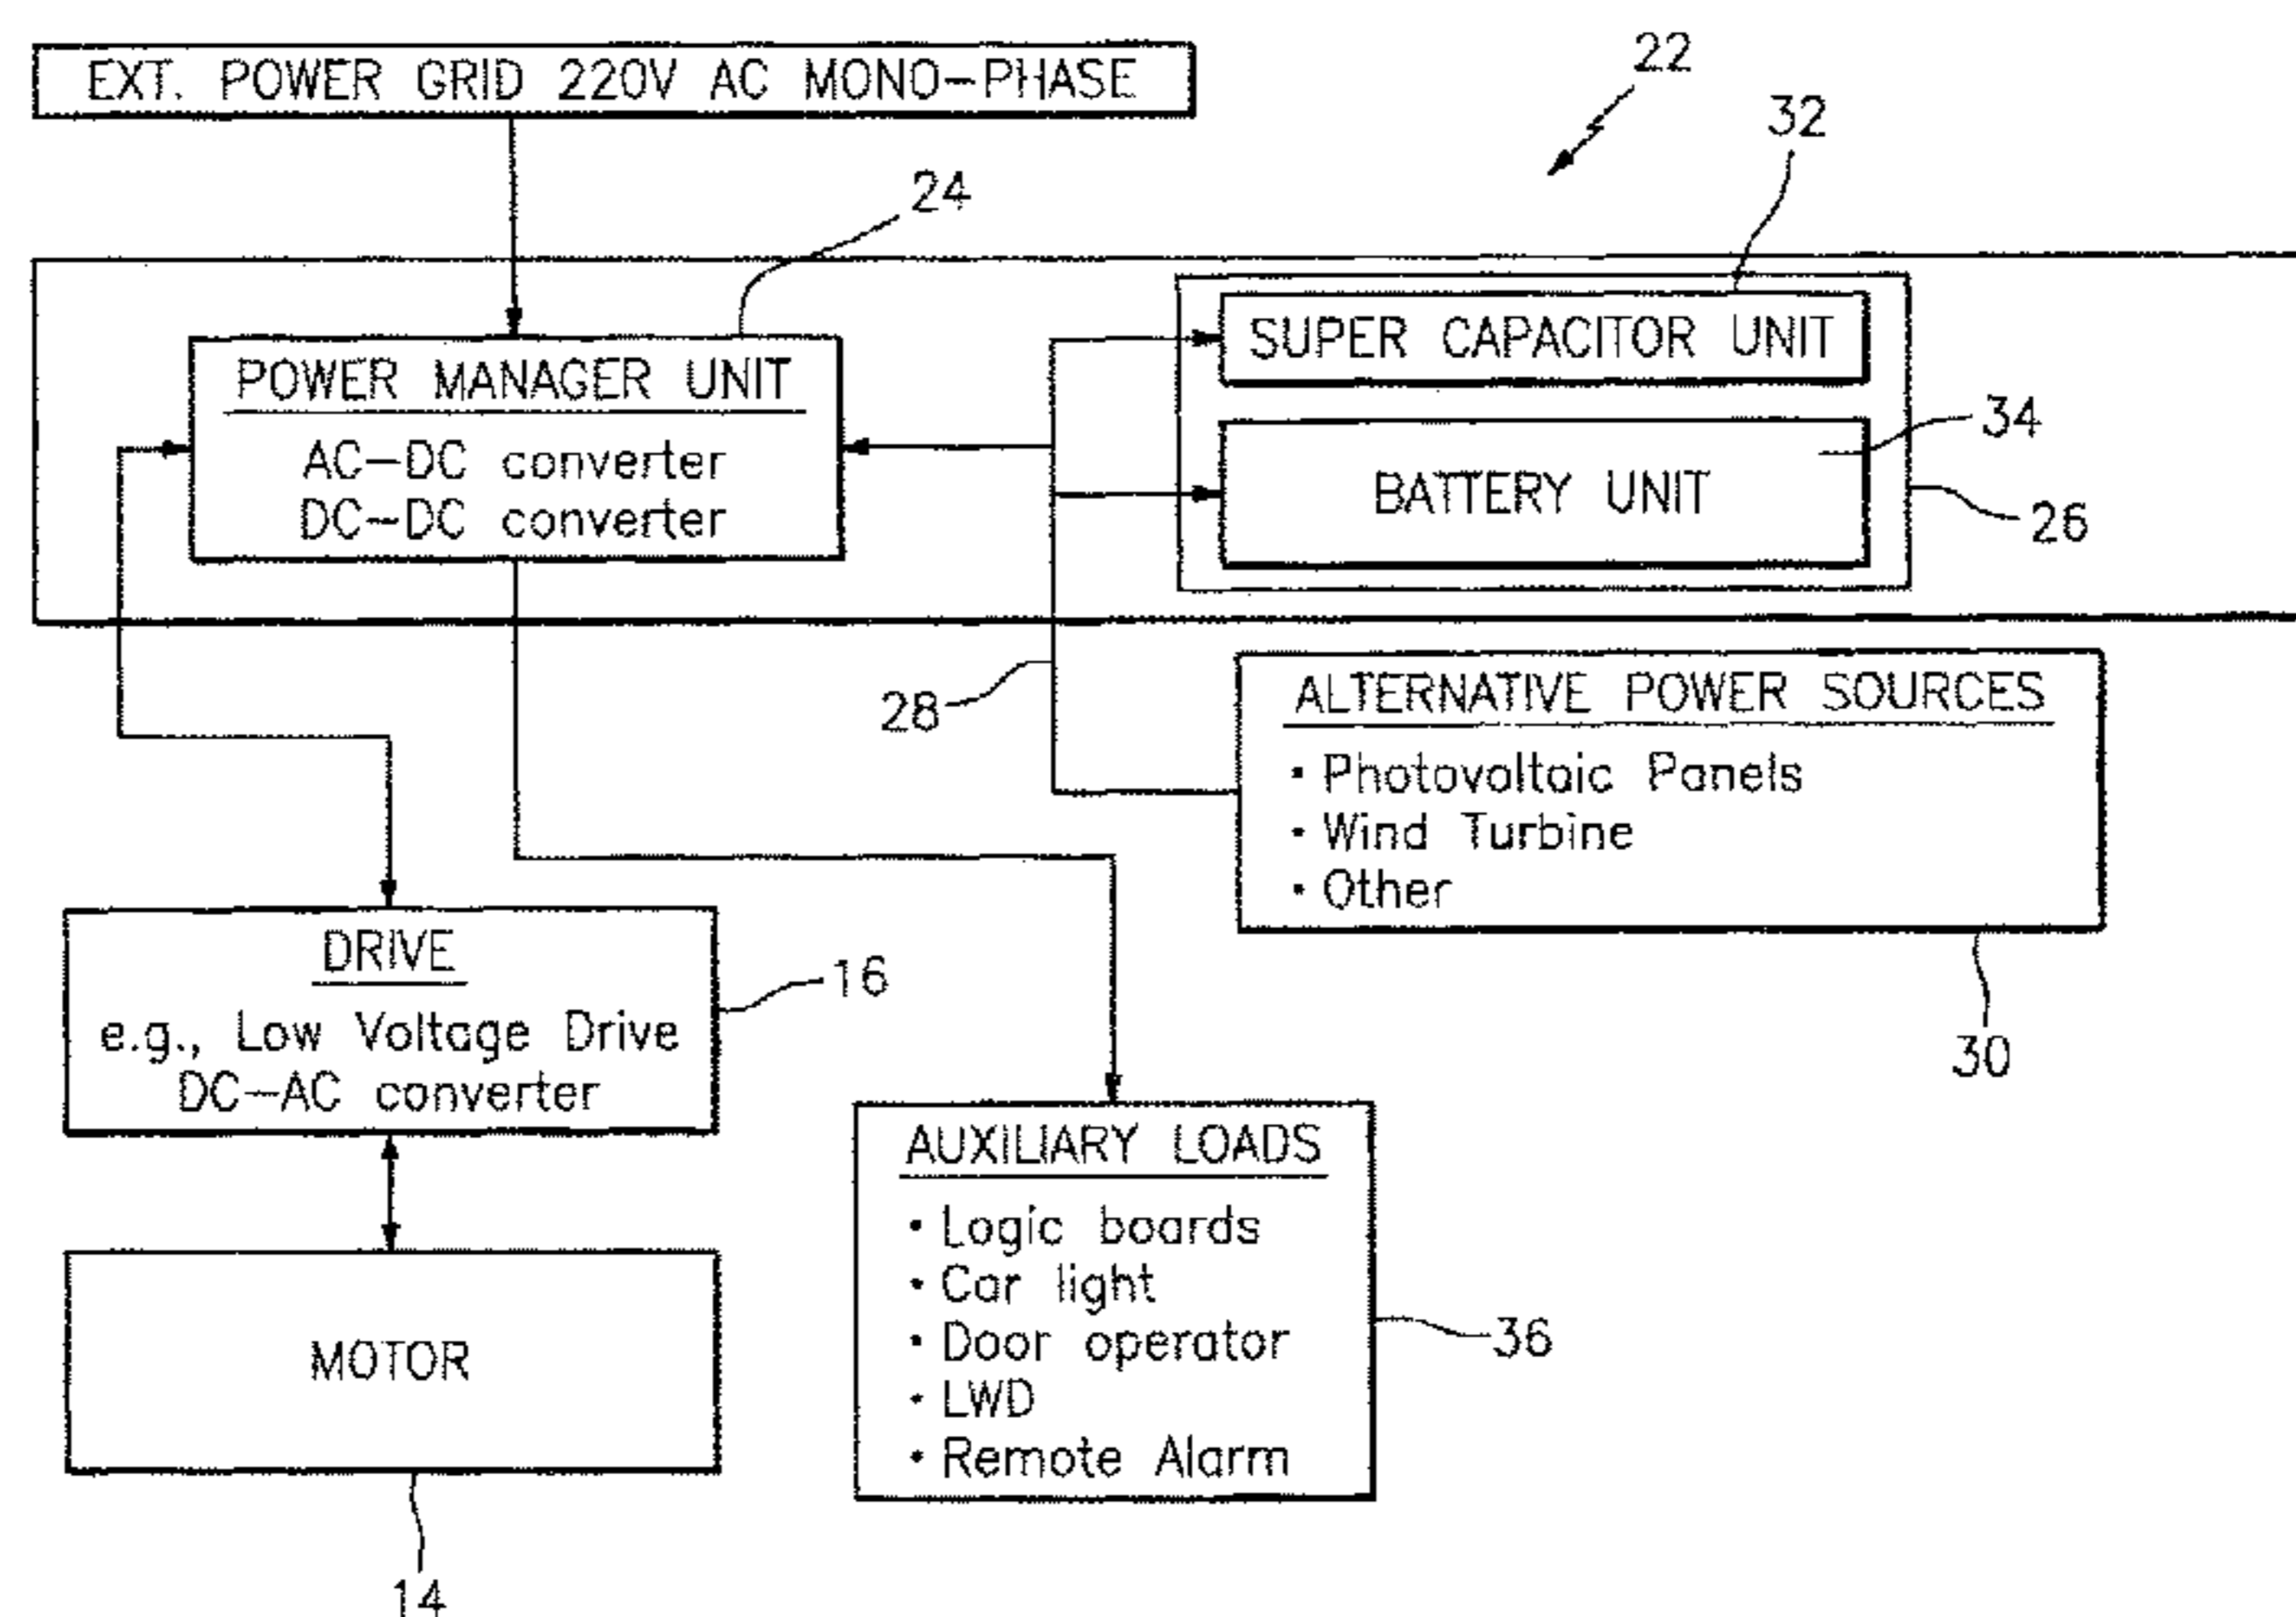 EXT. POWER GRID 220V AC MONO-PHASE
22
32
24
POWER MANAGER UNIT
AC-DC converter
DC-DC converter
SUPER CAPACITOR UNIT
34
BATTERY UNIT
26
28
ALTERNATIVE POWER SOURCES
• Photovoltaic Panels
• Wind Turbine
• Other
30
DRIVE
e.g., Low Voltage Drive
DC-AC converter
16
AUXILIARY LOADS
• Logic boards
• Car light
• Door operator
• LWD
• Remote Alarm
36
MOTOR
14